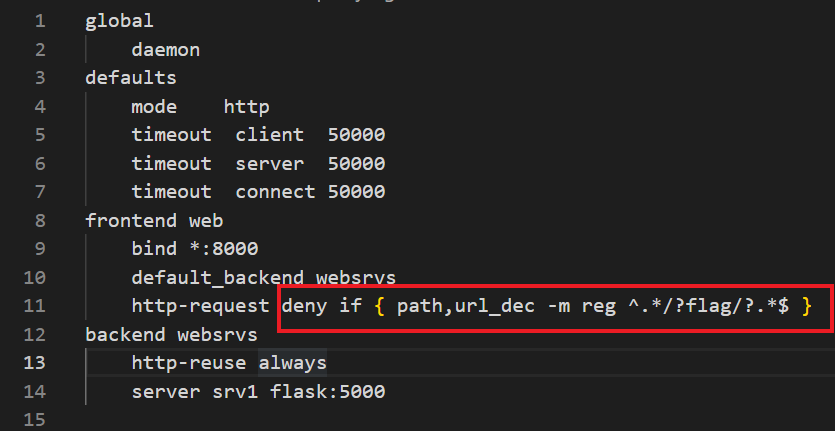 1 global
2 daemon
3 defaults
4 mode http
5 timeout client 50000
6 timeout server 50000
7 timeout connect 50000
8 frontend web
9 bind *:8000
10 default_backend websrvs
11 http-request deny if { path,url_dec -m reg ^.*/?flag/?.*$ }
12 backend websrvs
13 http-reuse always
14 server srv1 flask:5000
15